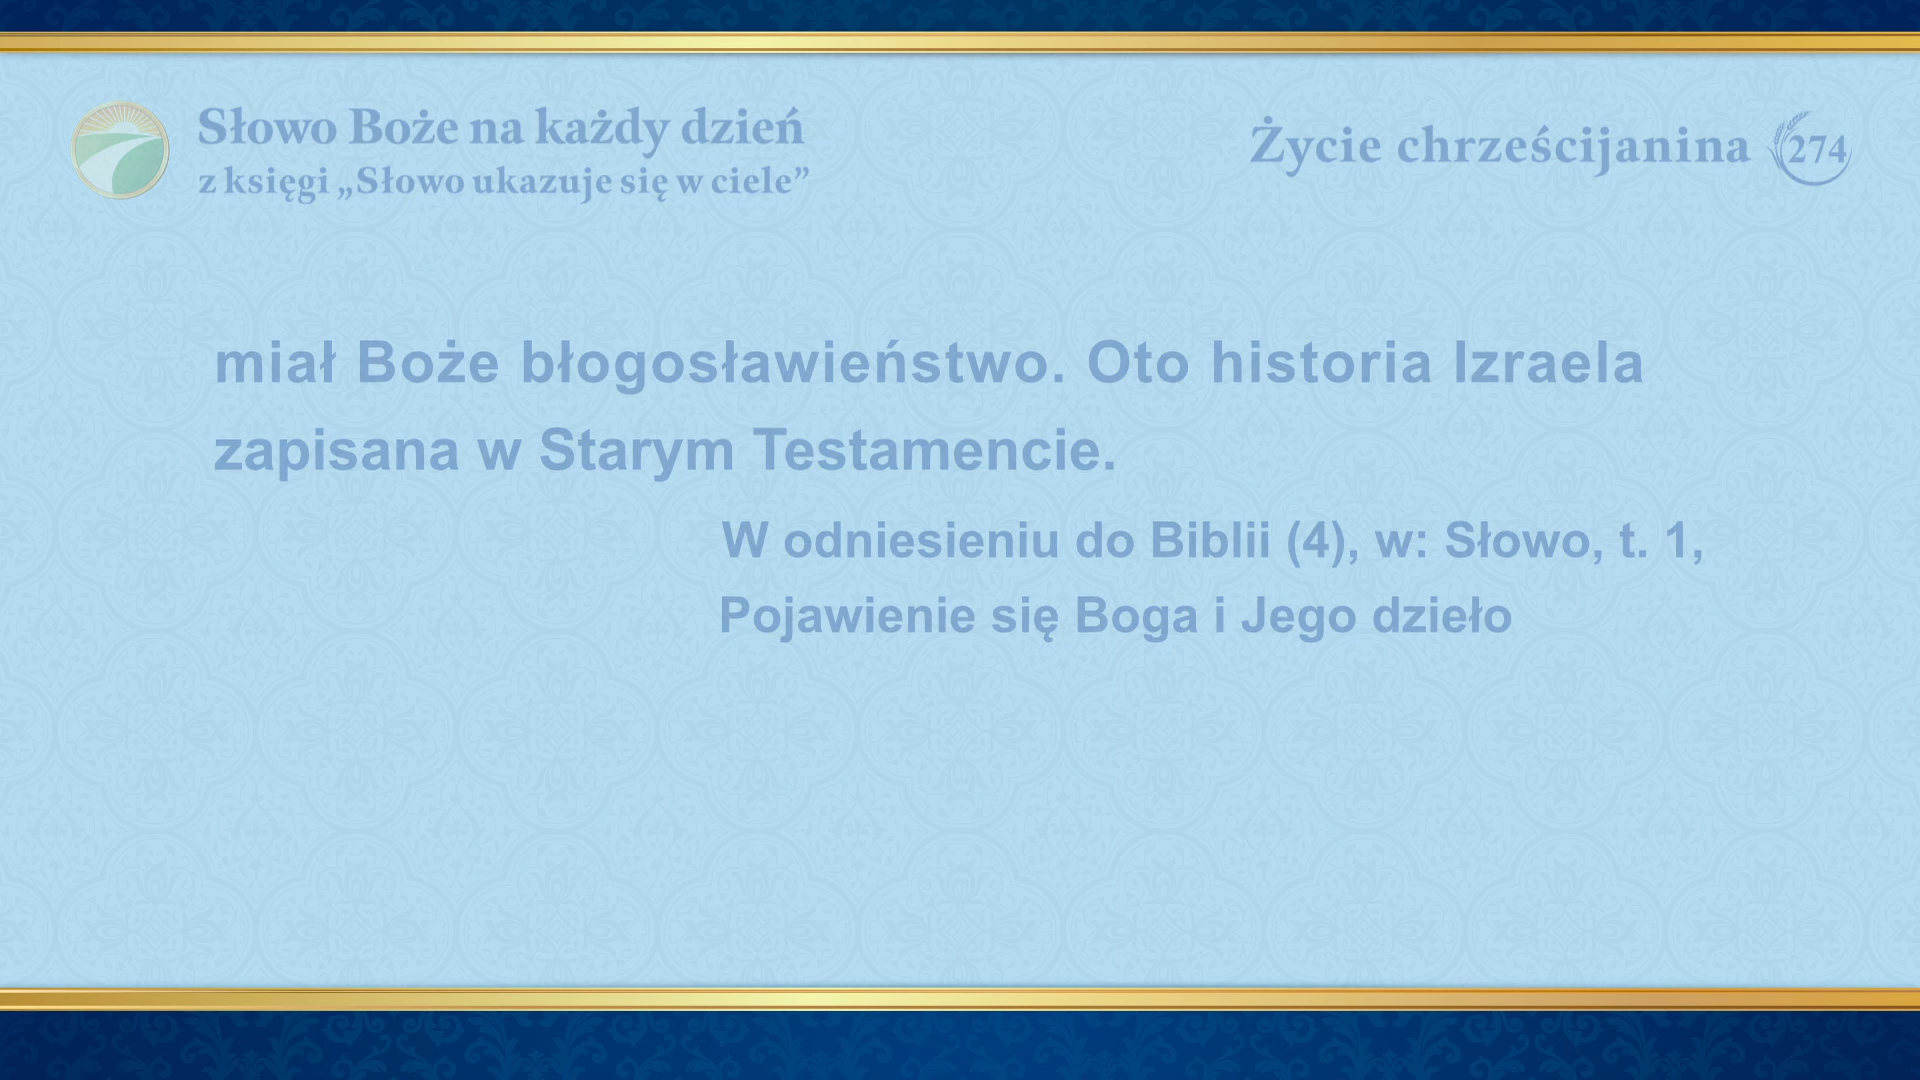 Słowo Boże na każdy dzień
z księgi „Słowo ukazuje się w ciele”
Życie chrześcijanina 274
miał Boże błogosławieństwo. Oto historia Izraela
zapisana w Starym Testamencie.
W odniesieniu do Biblii (4), w: Słowo, t. 1,
Pojawienie się Boga i Jego dzieło